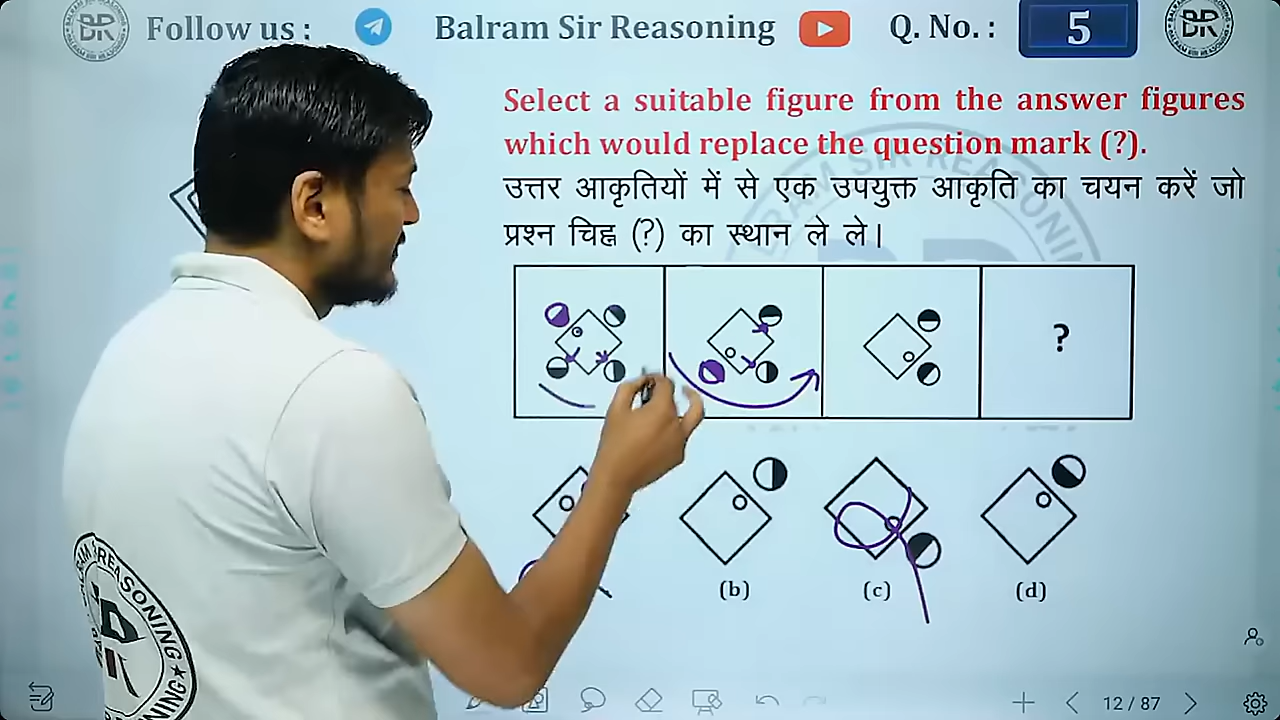 Follow us :
Balram Sir Reasoning
Q. No. :
5
BR
Select a suitable figure from the answer figures
which would replace the question mark (?).
उत्तर आकृतियों में से एक उपयुक्त आकृति का चयन करें जो
प्रश्न चिह्न (?) का स्थान ले ले।
?
(b)
(c)
(d)
12 / 87